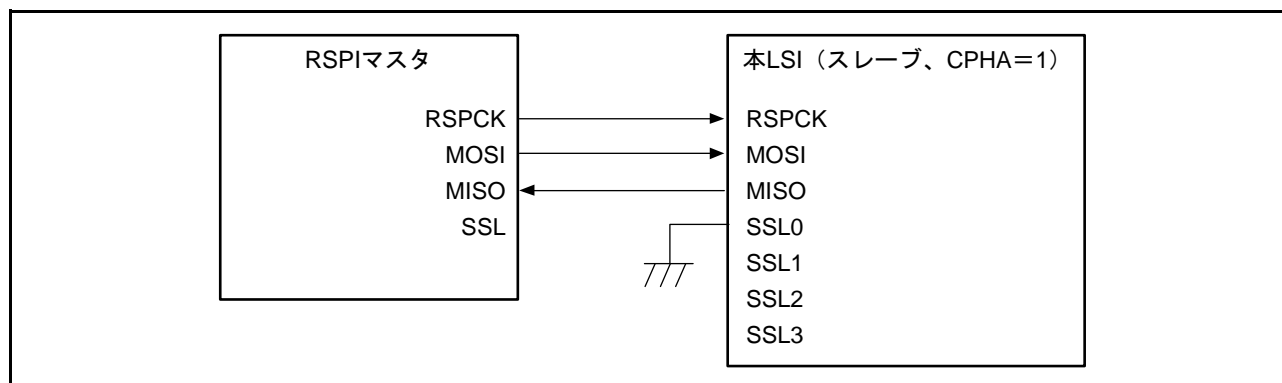 RSPIマスタ
RSPCK
MOSI
MISO
SSL
本LSI（スレーブ、CPHA＝1）
RSPCK
MOSI
MISO
SSL0
SSL1
SSL2
SSL3